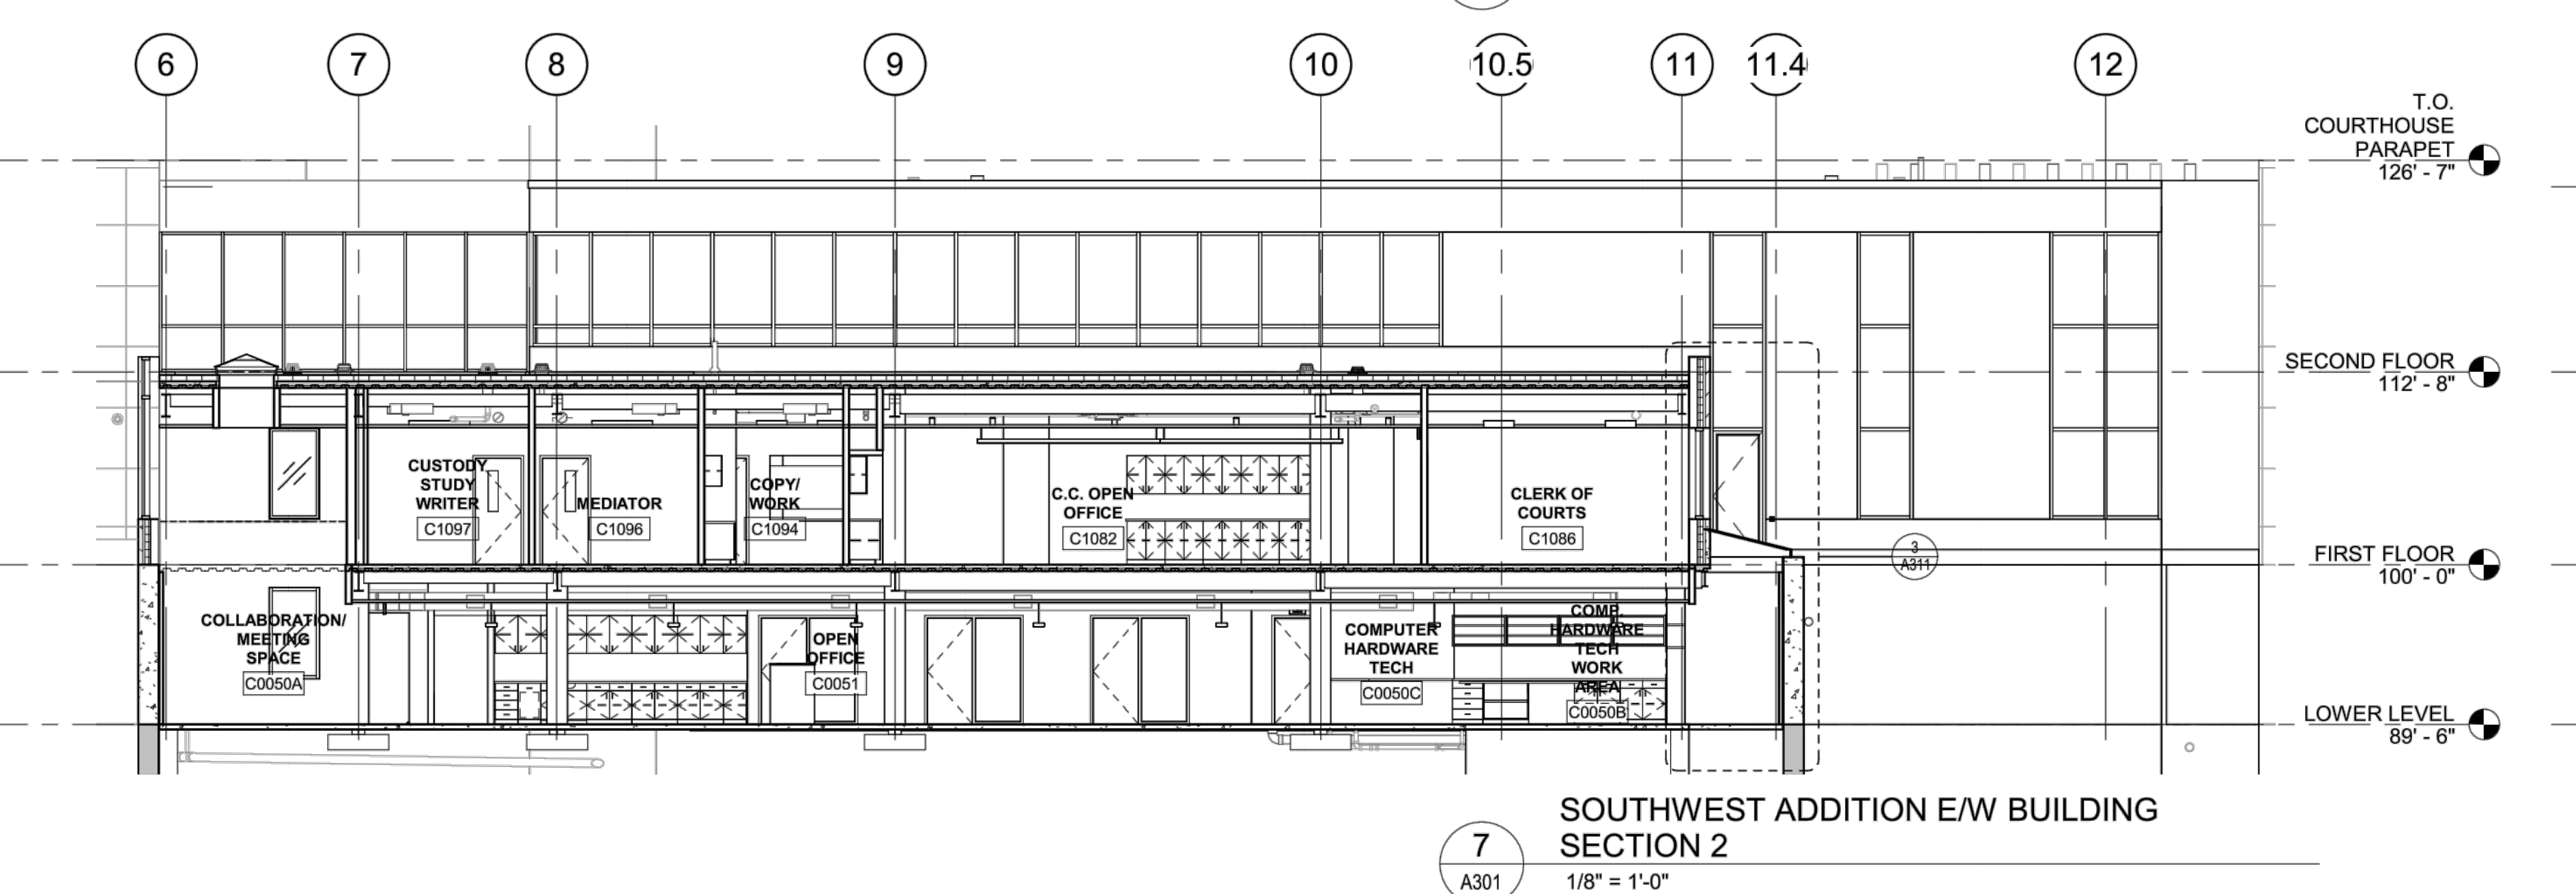 6
7
8
9
10
10.5
11
11.4
12
T.O.
COURTHOUSE
PARAPET
126' - 7"
SECOND FLOOR
112' - 8"
CUSTODY
STUDY
WRITER
C1097
MEDIATOR
C1096
COPY/
WORK
C1094
C.C. OPEN
OFFICE
C1082
CLERK OF
COURTS
C1086
3
A311
FIRST FLOOR
100' - 0"
COLLABORATION/
MEETING
SPACE
C0050A
OPEN
OFFICE
C0051
COMPUTER
HARDWARE
TECH
C0050C
COMP.
HARDWARE
TECH
WORK
AREA
C0050B
LOWER LEVEL
89' - 6"
7
A301
SOUTHWEST ADDITION E/W BUILDING
SECTION 2
1/8" = 1'-0"